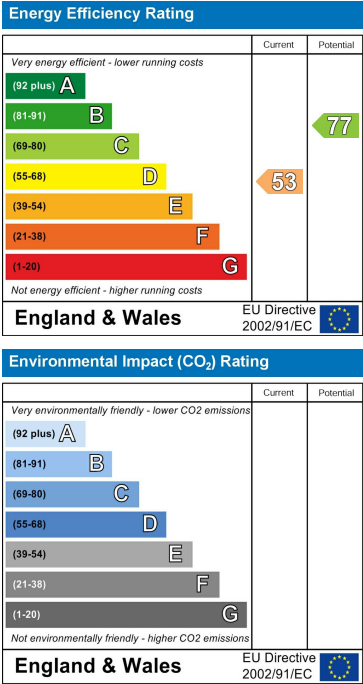 Energy Efficiency Rating
Current Potential
Very energy efficient - lower running costs
(92 plus) A
(81-91) B
(69-80) C
(55-68) D
(39-54) E
(21-38) F
(1-20) G
53
77
Not energy efficient - higher running costs
England & Wales
EU Directive
2002/91/EC
Environmental Impact (CO₂) Rating
Current Potential
Very environmentally friendly - lower CO2 emissions
(92 plus) A
(81-91) B
(69-80) C
(55-68) D
(39-54) E
(21-38) F
(1-20) G
Not environmentally friendly - higher CO2 emissions
England & Wales
EU Directive
2002/91/EC